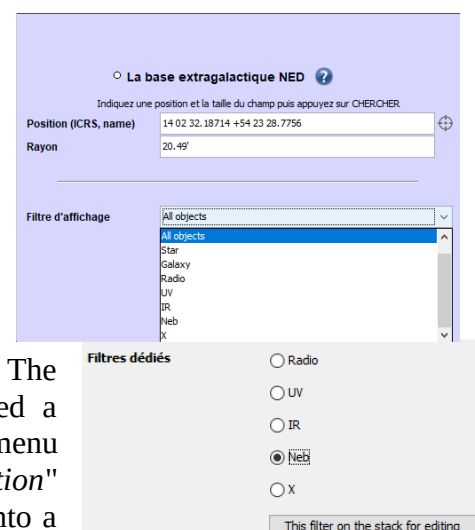 La base extragalactique NED ?
Indiquez une position et la taille du champ puis appuyez sur CHERCHER
Position (ICRS, name) 14 02 32.18714 +54 23 28.7756
Rayon 20.49'
Filtre d'affichage All objects
All objects
Star
Galaxy
Radio
UV
IR
Neb
X
The
ed a
menu
tion"
nto a
Filtres dédiés Radio
UV
IR
Neb
X
This filter on the stack for editing